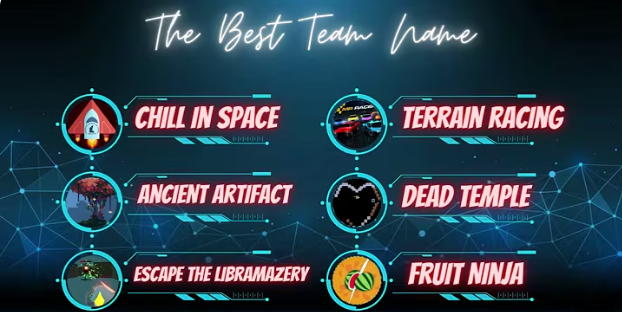 The Best Team Name
CHILL IN SPACE
TERRAIN RACING
ANCIENT ARTIFACT
DEAD TEMPLE
ESCAPE THE LIBRAMAZERY
FRUIT NINJA